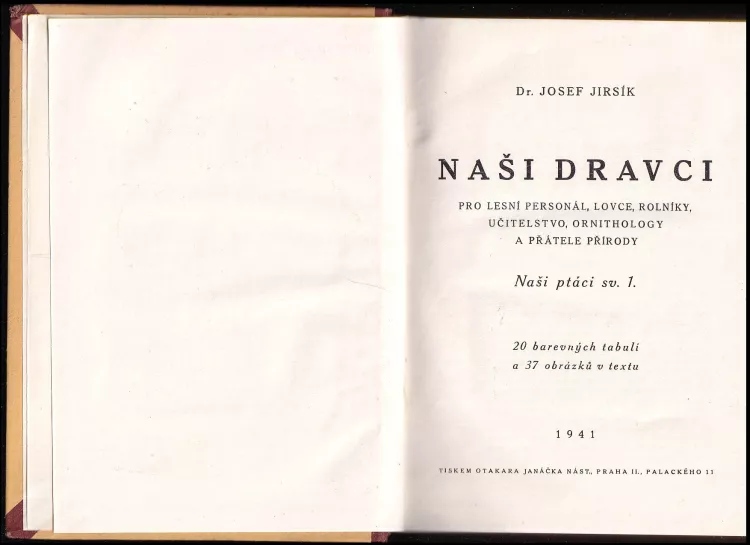 Dr. JOSEF JIRSÍK
NAŠI DRAVCI
PRO LESNÍ PERSONÁL, LOVCE, ROLNÍKY,
UČITELSTVO, ORNITHOLOGY
A PŘÁTELE PŘÍRODY
Naši ptáci sv. 1.
20 barevných tabulí
a 37 obrázků v textu
1941
TISKEM OTAKARA JANÁČKA NÁST., PRAHA II., PALACKÉHO 11